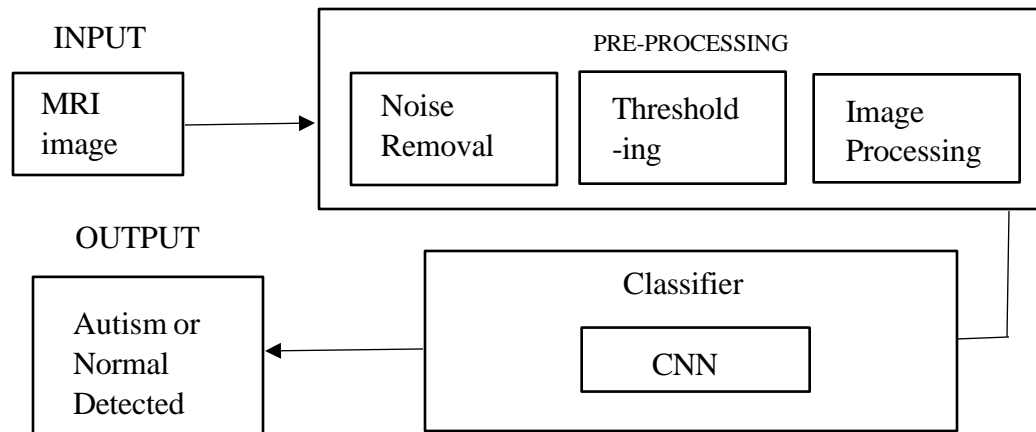 INPUT
MRI
image
PRE-PROCESSING
Noise
Removal
Threshold
-ing
Image
Processing
OUTPUT
Autism or
Normal
Detected
Classifier
CNN